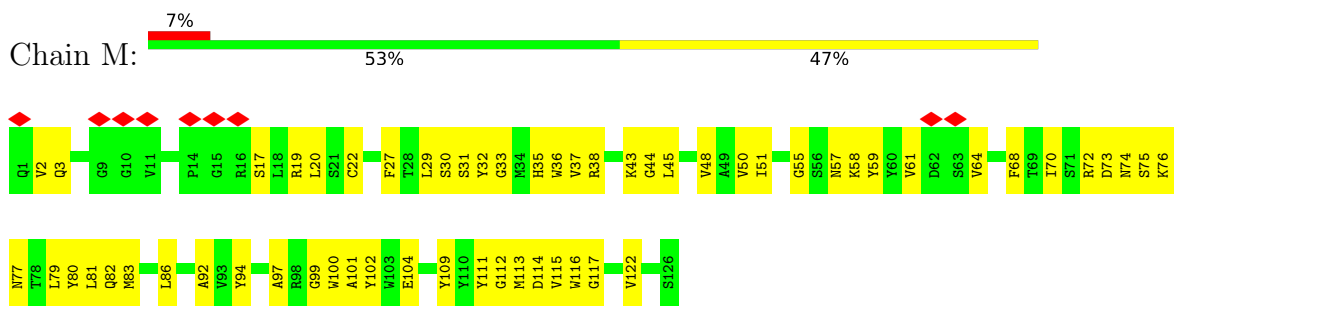 7%
Chain M:
53% 47%
Q1 V2 Q3 G9 G10 V11 P14 G15 R16 S17 L18 R19 L20 S21 C22 F27 T28 L29 S30 S31 Y32 G33 M34 H35 W36 V37 R38 K43 G44 L45 V48 A49 V50 I51 G55 S56 N57 K58 Y59 Y60 V61 D62 S63 V64 F68 T69 I70 S71 R72 D73 N74 S75 K76
N77 T78 L79 Y80 L81 Q82 M83 L86 A92 V93 Y94 A97 R98 G99 W100 A101 Y102 W103 E104 Y109 Y110 Y111 G112 M113 D114 V115 W116 G117 V122 S126